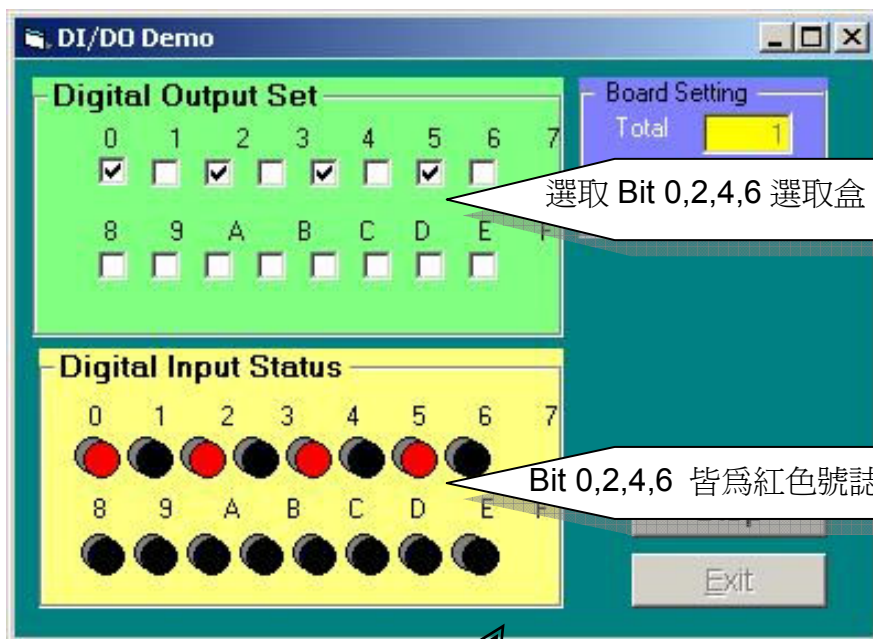 DI/DO Demo
Digital Output Set
0 1 2 3 4 5 6 7
8 9 A B C D E F
Board Setting
Total 1
選取 Bit 0,2,4,6 選取盒
Digital Input Status
0 1 2 3 4 5 6 7
8 9 A B C D E F
Bit 0,2,4,6 皆為紅色號誌
Exit